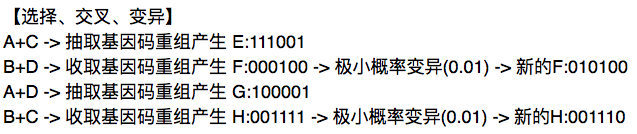 【选择、交叉、变异】
A+C -> 抽取基因码重组产生 E:111001
B+D -> 收取基因码重组产生 F:000100 -> 极小概率变异(0.01) -> 新的F:010100
A+D -> 抽取基因码重组产生 G:100001
B+C -> 收取基因码重组产生 H:001111 -> 极小概率变异(0.01) -> 新的H:001110